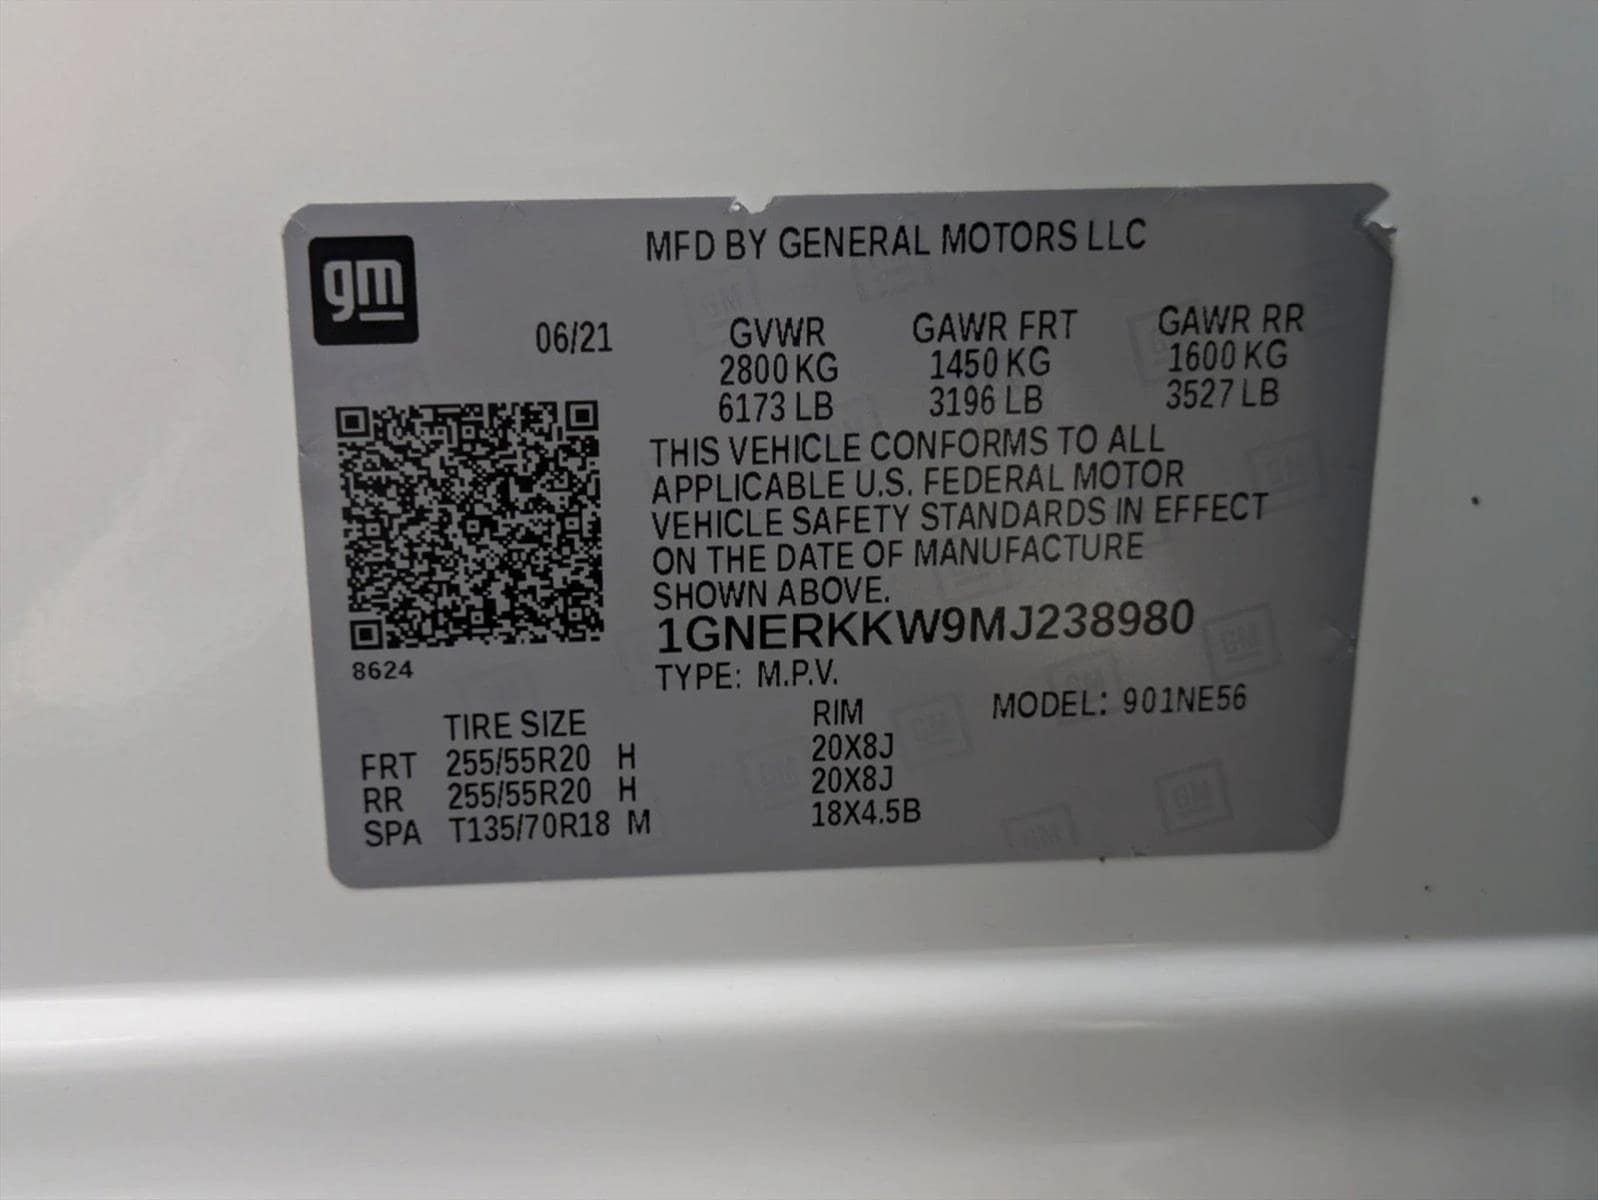 gm
MFD BY GENERAL MOTORS LLC
06/21 GVWR GAWR FRT GAWR RR
2800 KG 1450 KG 1600 KG
6173 LB 3196 LB 3527 LB
THIS VEHICLE CONFORMS TO ALL
APPLICABLE U.S. FEDERAL MOTOR
VEHICLE SAFETY STANDARDS IN EFFECT
ON THE DATE OF MANUFACTURE
SHOWN ABOVE.
1GNERKKW9MJ238980
8624
TYPE: M.P.V.
MODEL: 901NE56
TIRE SIZE RIM
FRT 255/55R20 H 20X8J
RR 255/55R20 H 20X8J
SPA T135/70R18 M 18X4.5B